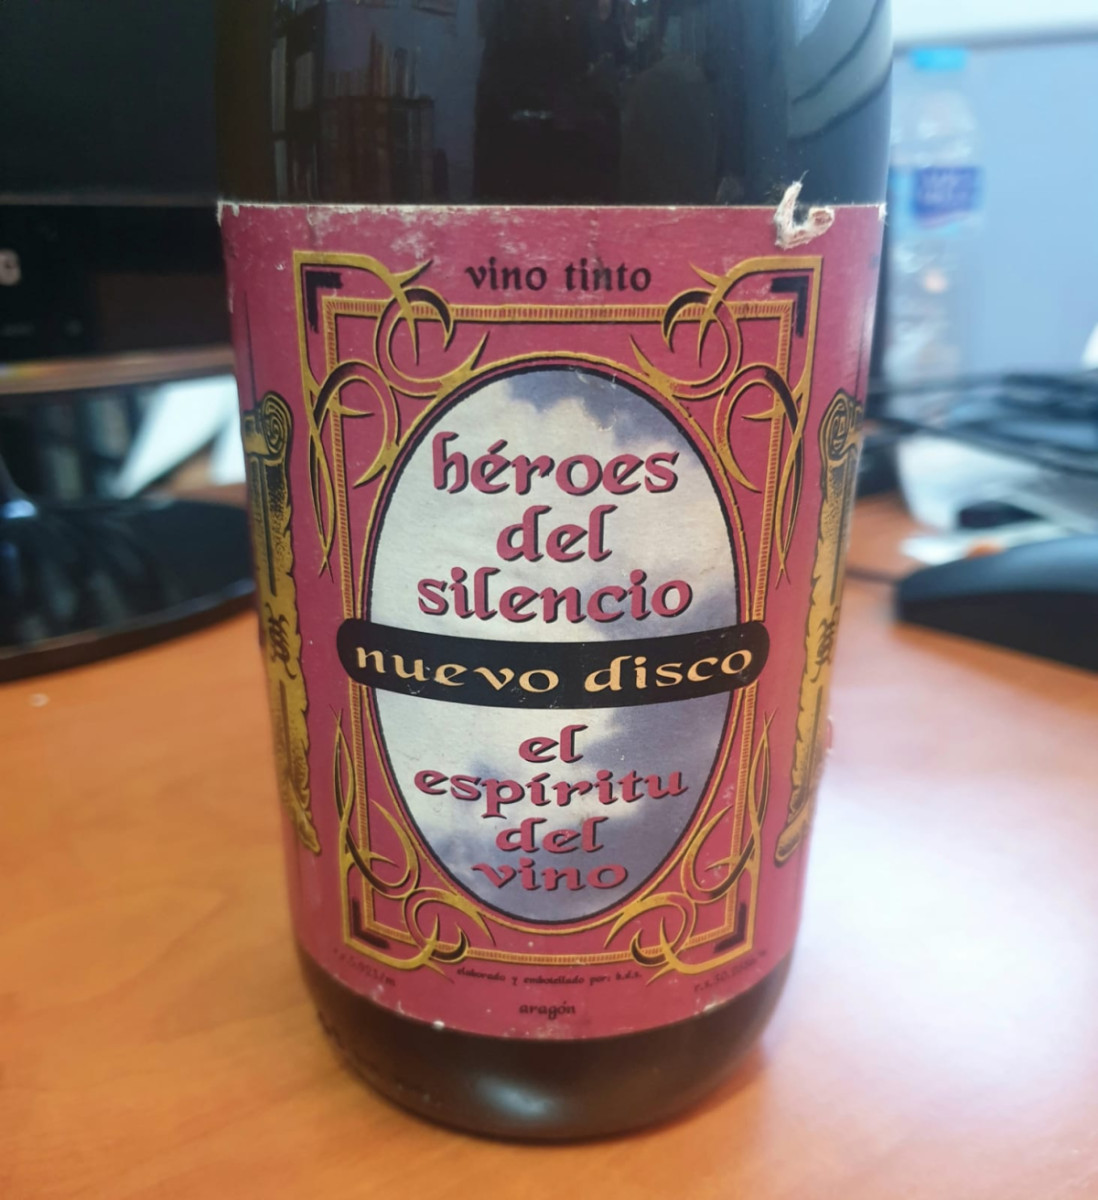 vino tinto
héroes
del
silencio
nuevo disco
el
espíritu
del
vino
elaborado y embotellado por: h.d.s.
aragón